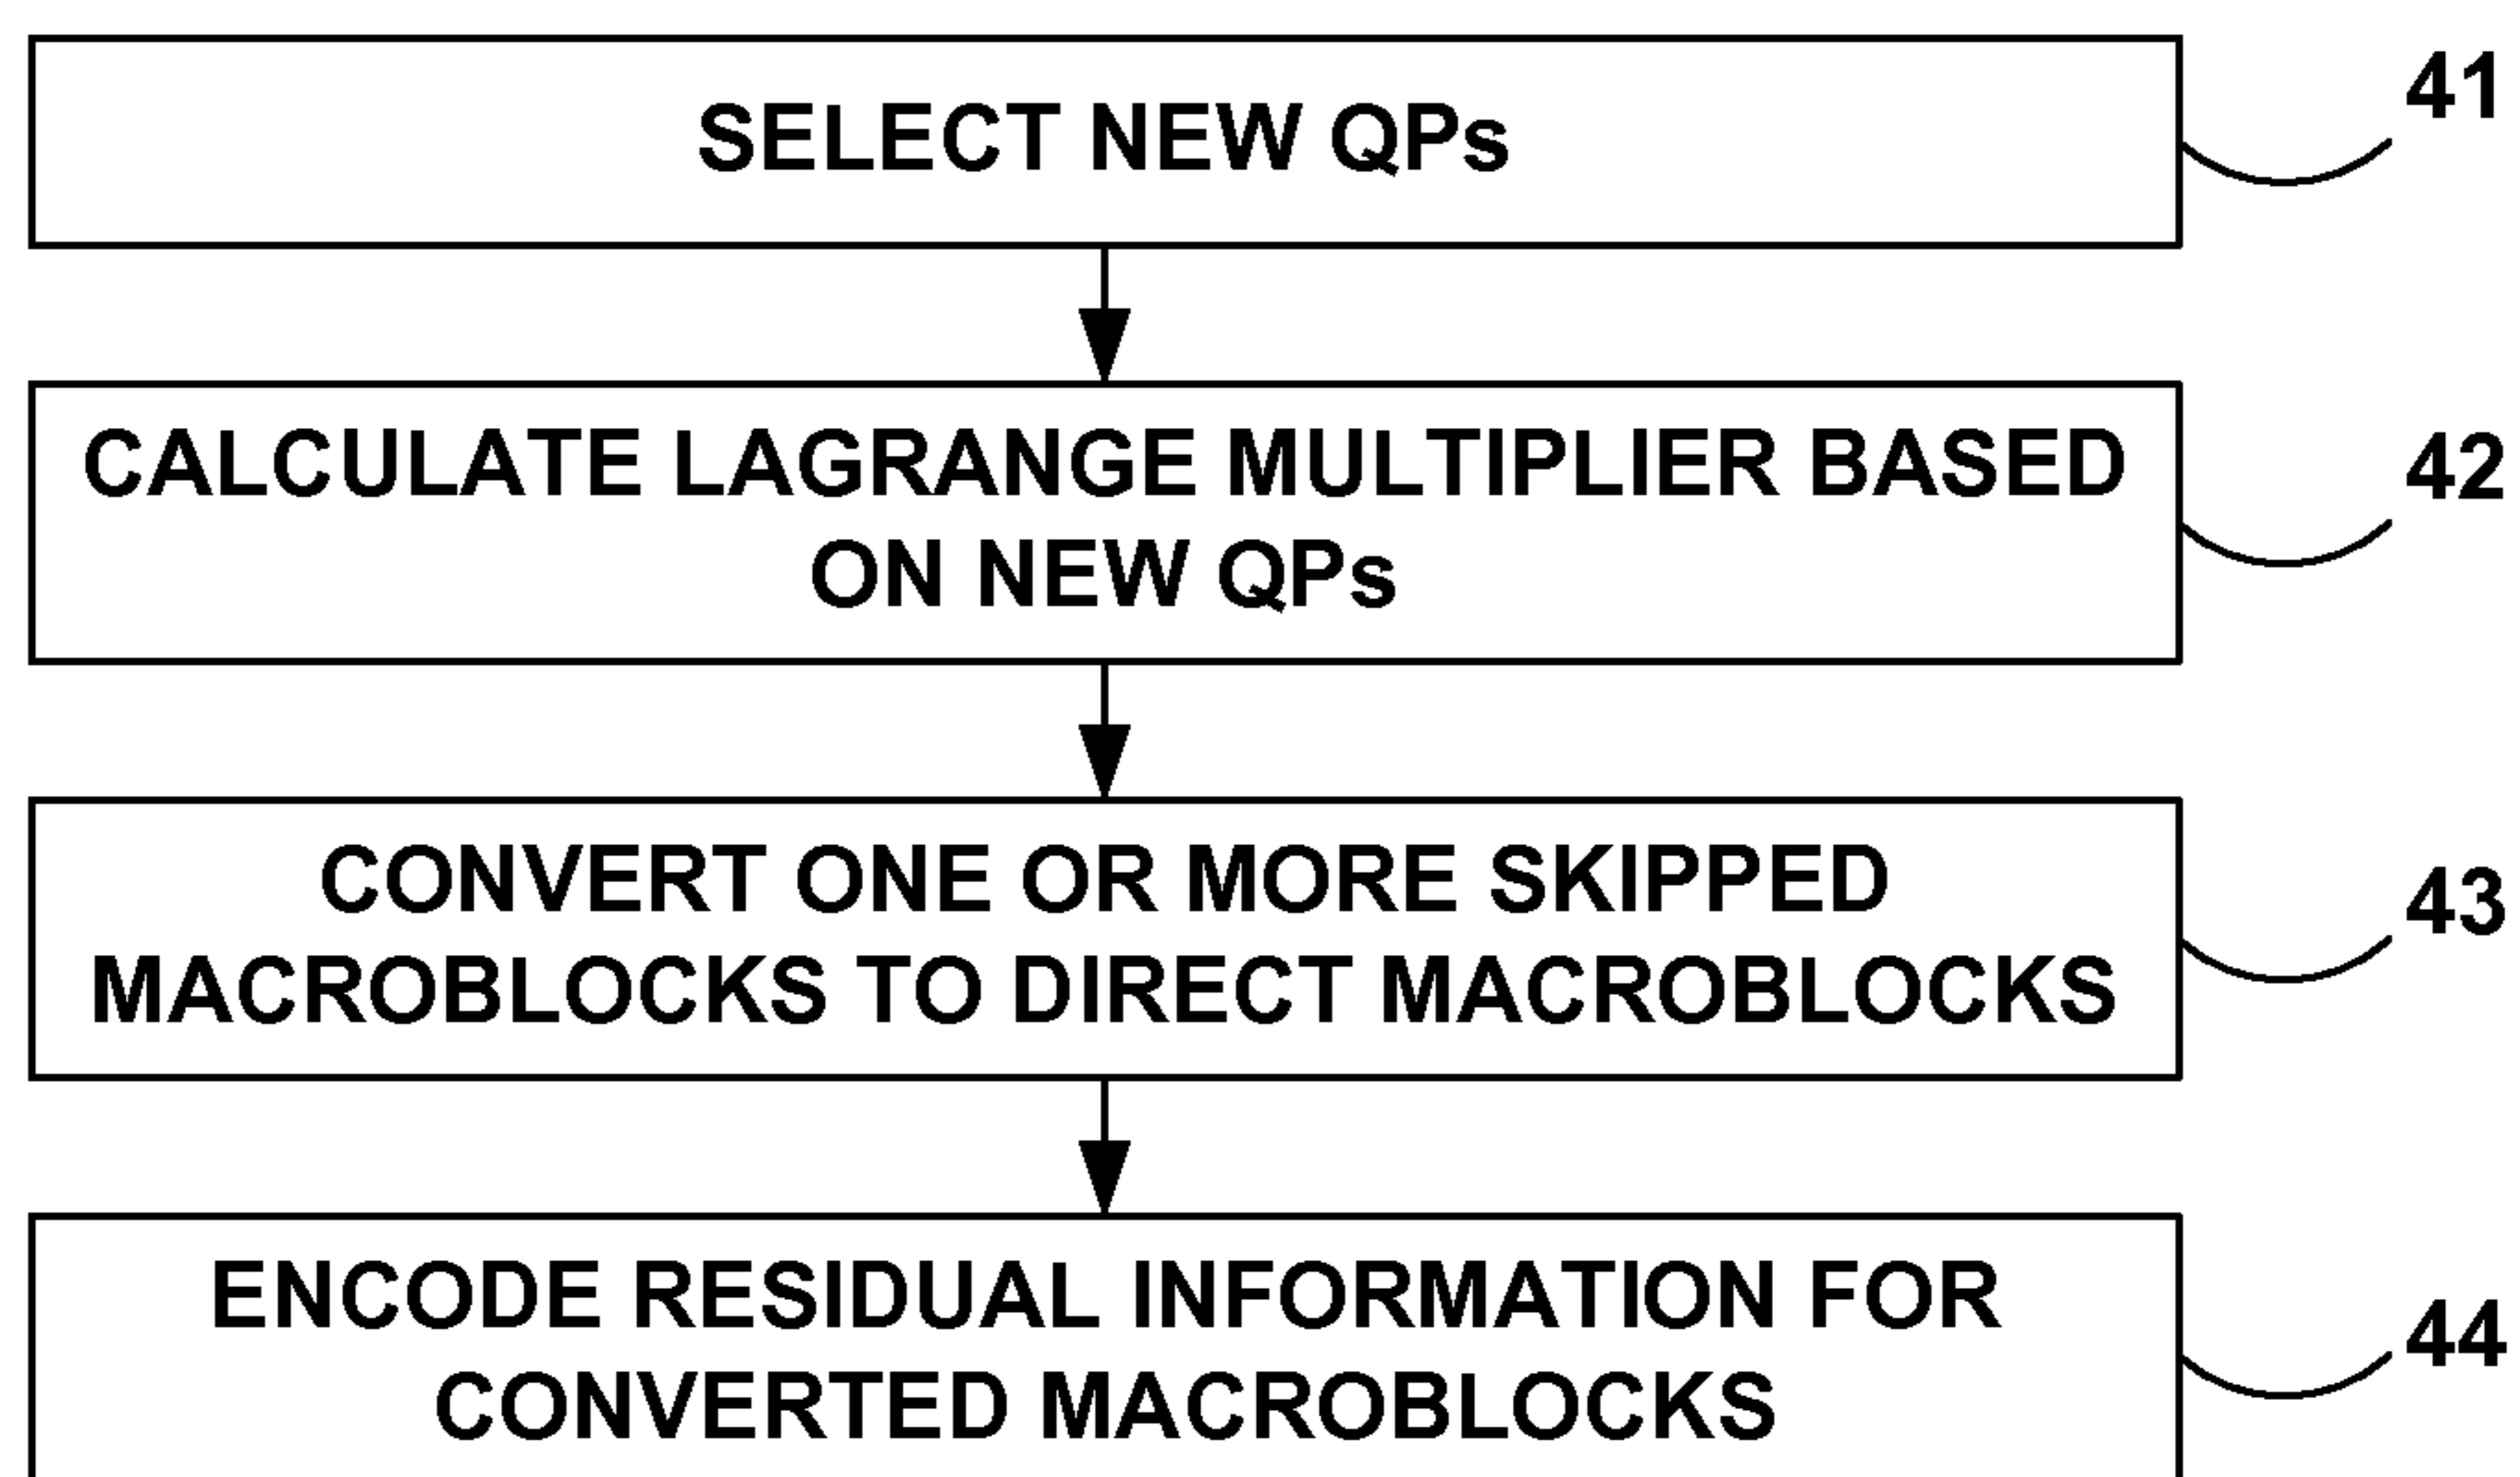 SELECT NEW QPs
41
CALCULATE LAGRANGE MULTIPLIER BASED
ON NEW QPs
42
CONVERT ONE OR MORE SKIPPED
MACROBLOCKS TO DIRECT MACROBLOCKS
43
ENCODE RESIDUAL INFORMATION FOR
CONVERTED MACROBLOCKS
44